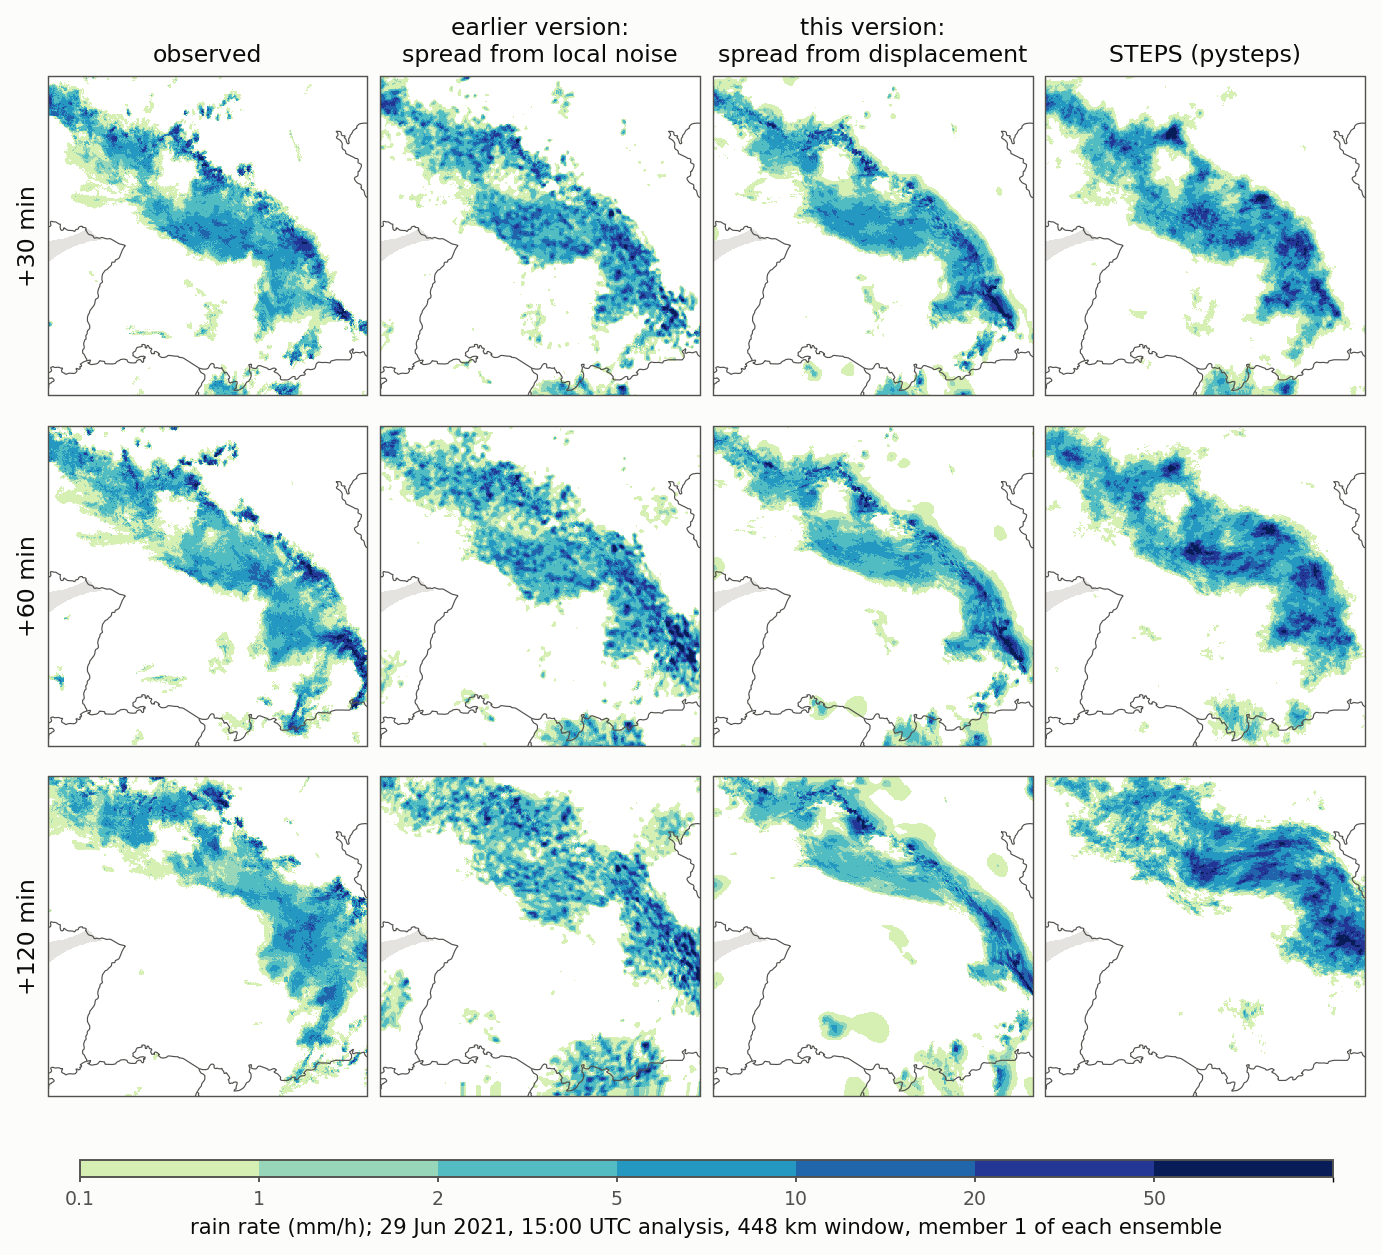 observed
earlier version:
spread from local noise
this version:
spread from displacement
STEPS (pysteps)
+30 min
+60 min
+120 min
0.1 1 2 5 10 20 50
rain rate (mm/h); 29 Jun 2021, 15:00 UTC analysis, 448 km window, member 1 of each ensemble